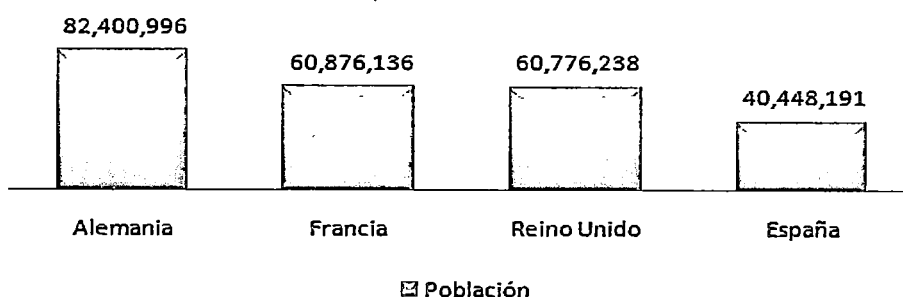 82,400,996
60,876,136
60,776,238
40,448,191
Alemania
Francia
Reino Unido
España
Población